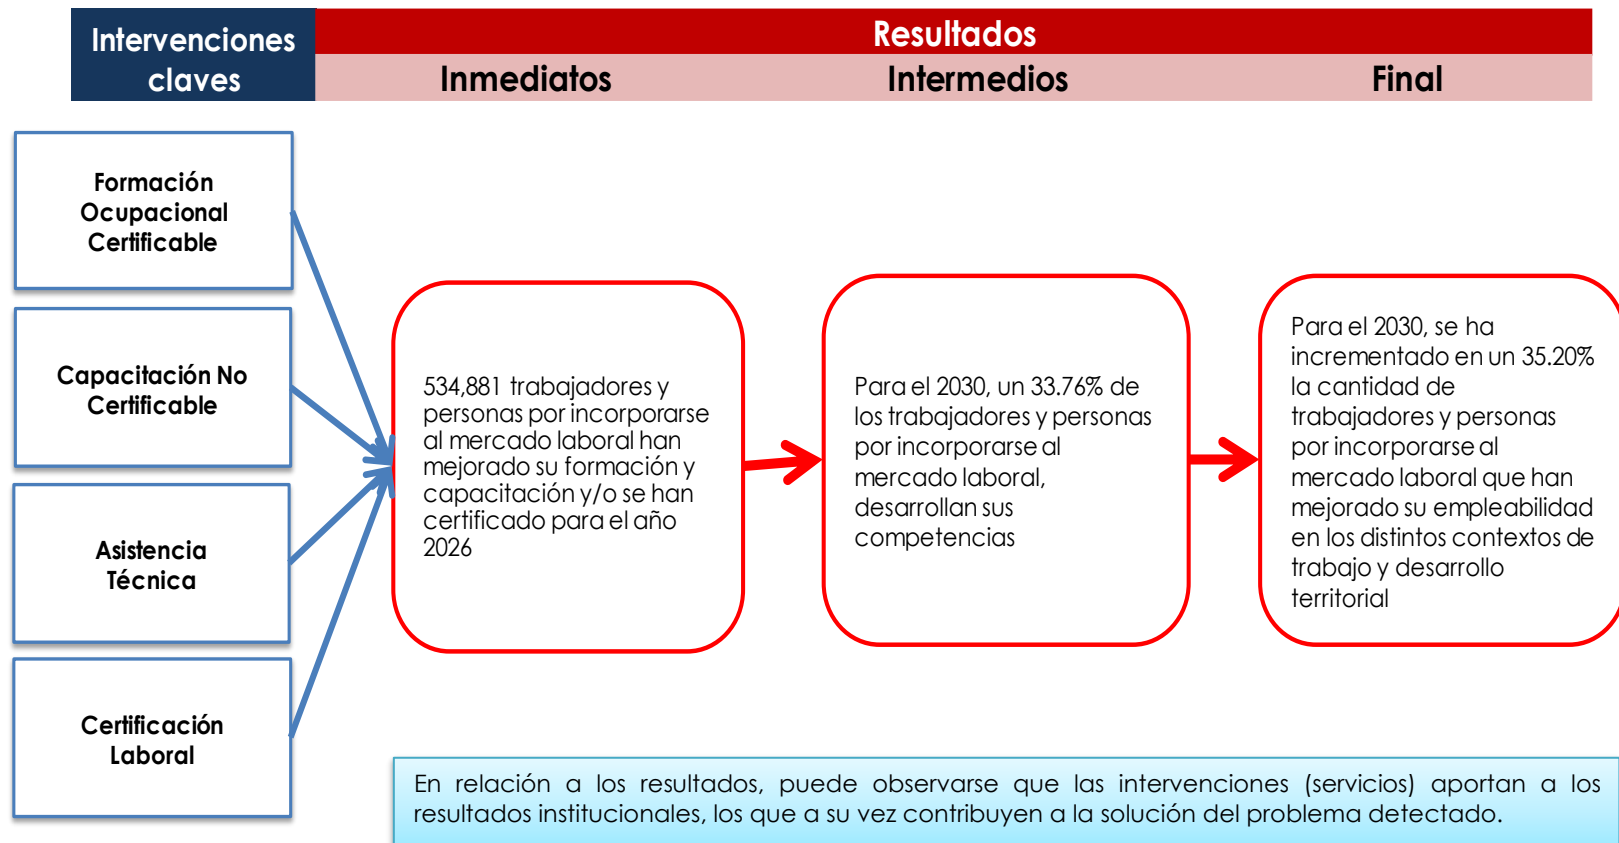 Intervenciones
claves
Resultados
Inmediatos
Intermedios
Final
Formación
Ocupacional
Certificable
Capacitación No
Certificable
Asistencia
Técnica
Certificación
Laboral
534,881 trabajadores y
personas por incorporarse
al mercado laboral han
mejorado su formación y
capacitación y/o se han
certificado para el año
2026
Para el 2030, un 33.76% de
los trabajadores y personas
por incorporarse al
mercado laboral,
desarrollan sus
competencias
Para el 2030, se ha
incrementado en un 35.20%
la cantidad de
trabajadores y personas
por incorporarse al
mercado laboral que han
mejorado su empleabilidad
en los distintos contextos de
trabajo y desarrollo
territorial
En relación a los resultados, puede observarse que las intervenciones (servicios) aportan a los
resultados institucionales, los que a su vez contribuyen a la solución del problema detectado.